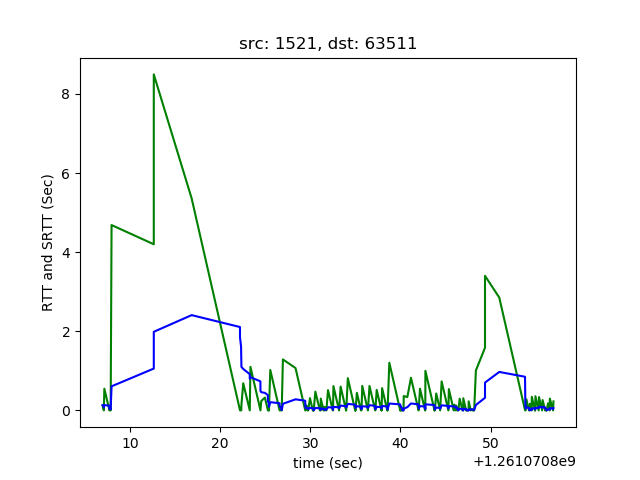 src: 1521, dst: 63511
RTT and SRTT (Sec)
8
6
4
2
0
10 20 30 40 50
time (sec)
+1.2610708e9